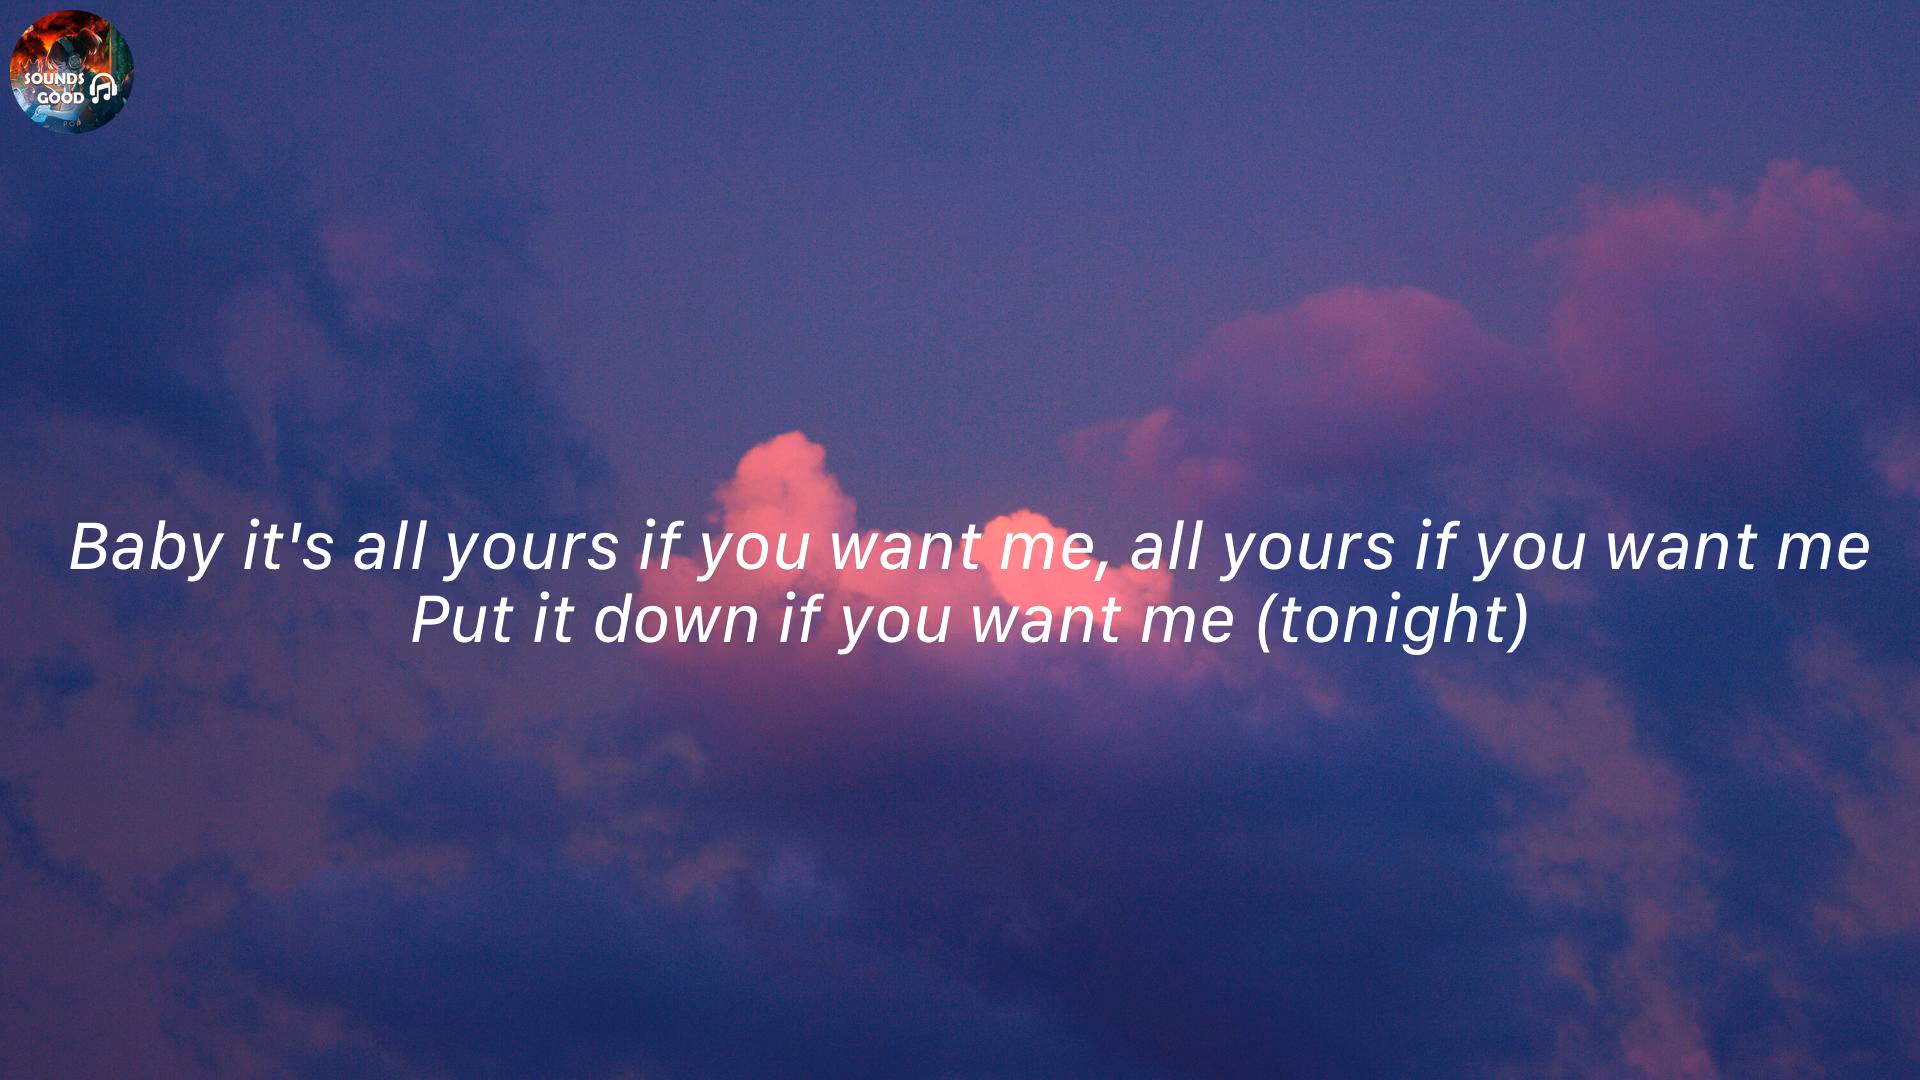 SOUNDS
GOOD
POP
Baby it's all yours if you want me, all yours if you want me
Put it down if you want me (tonight)